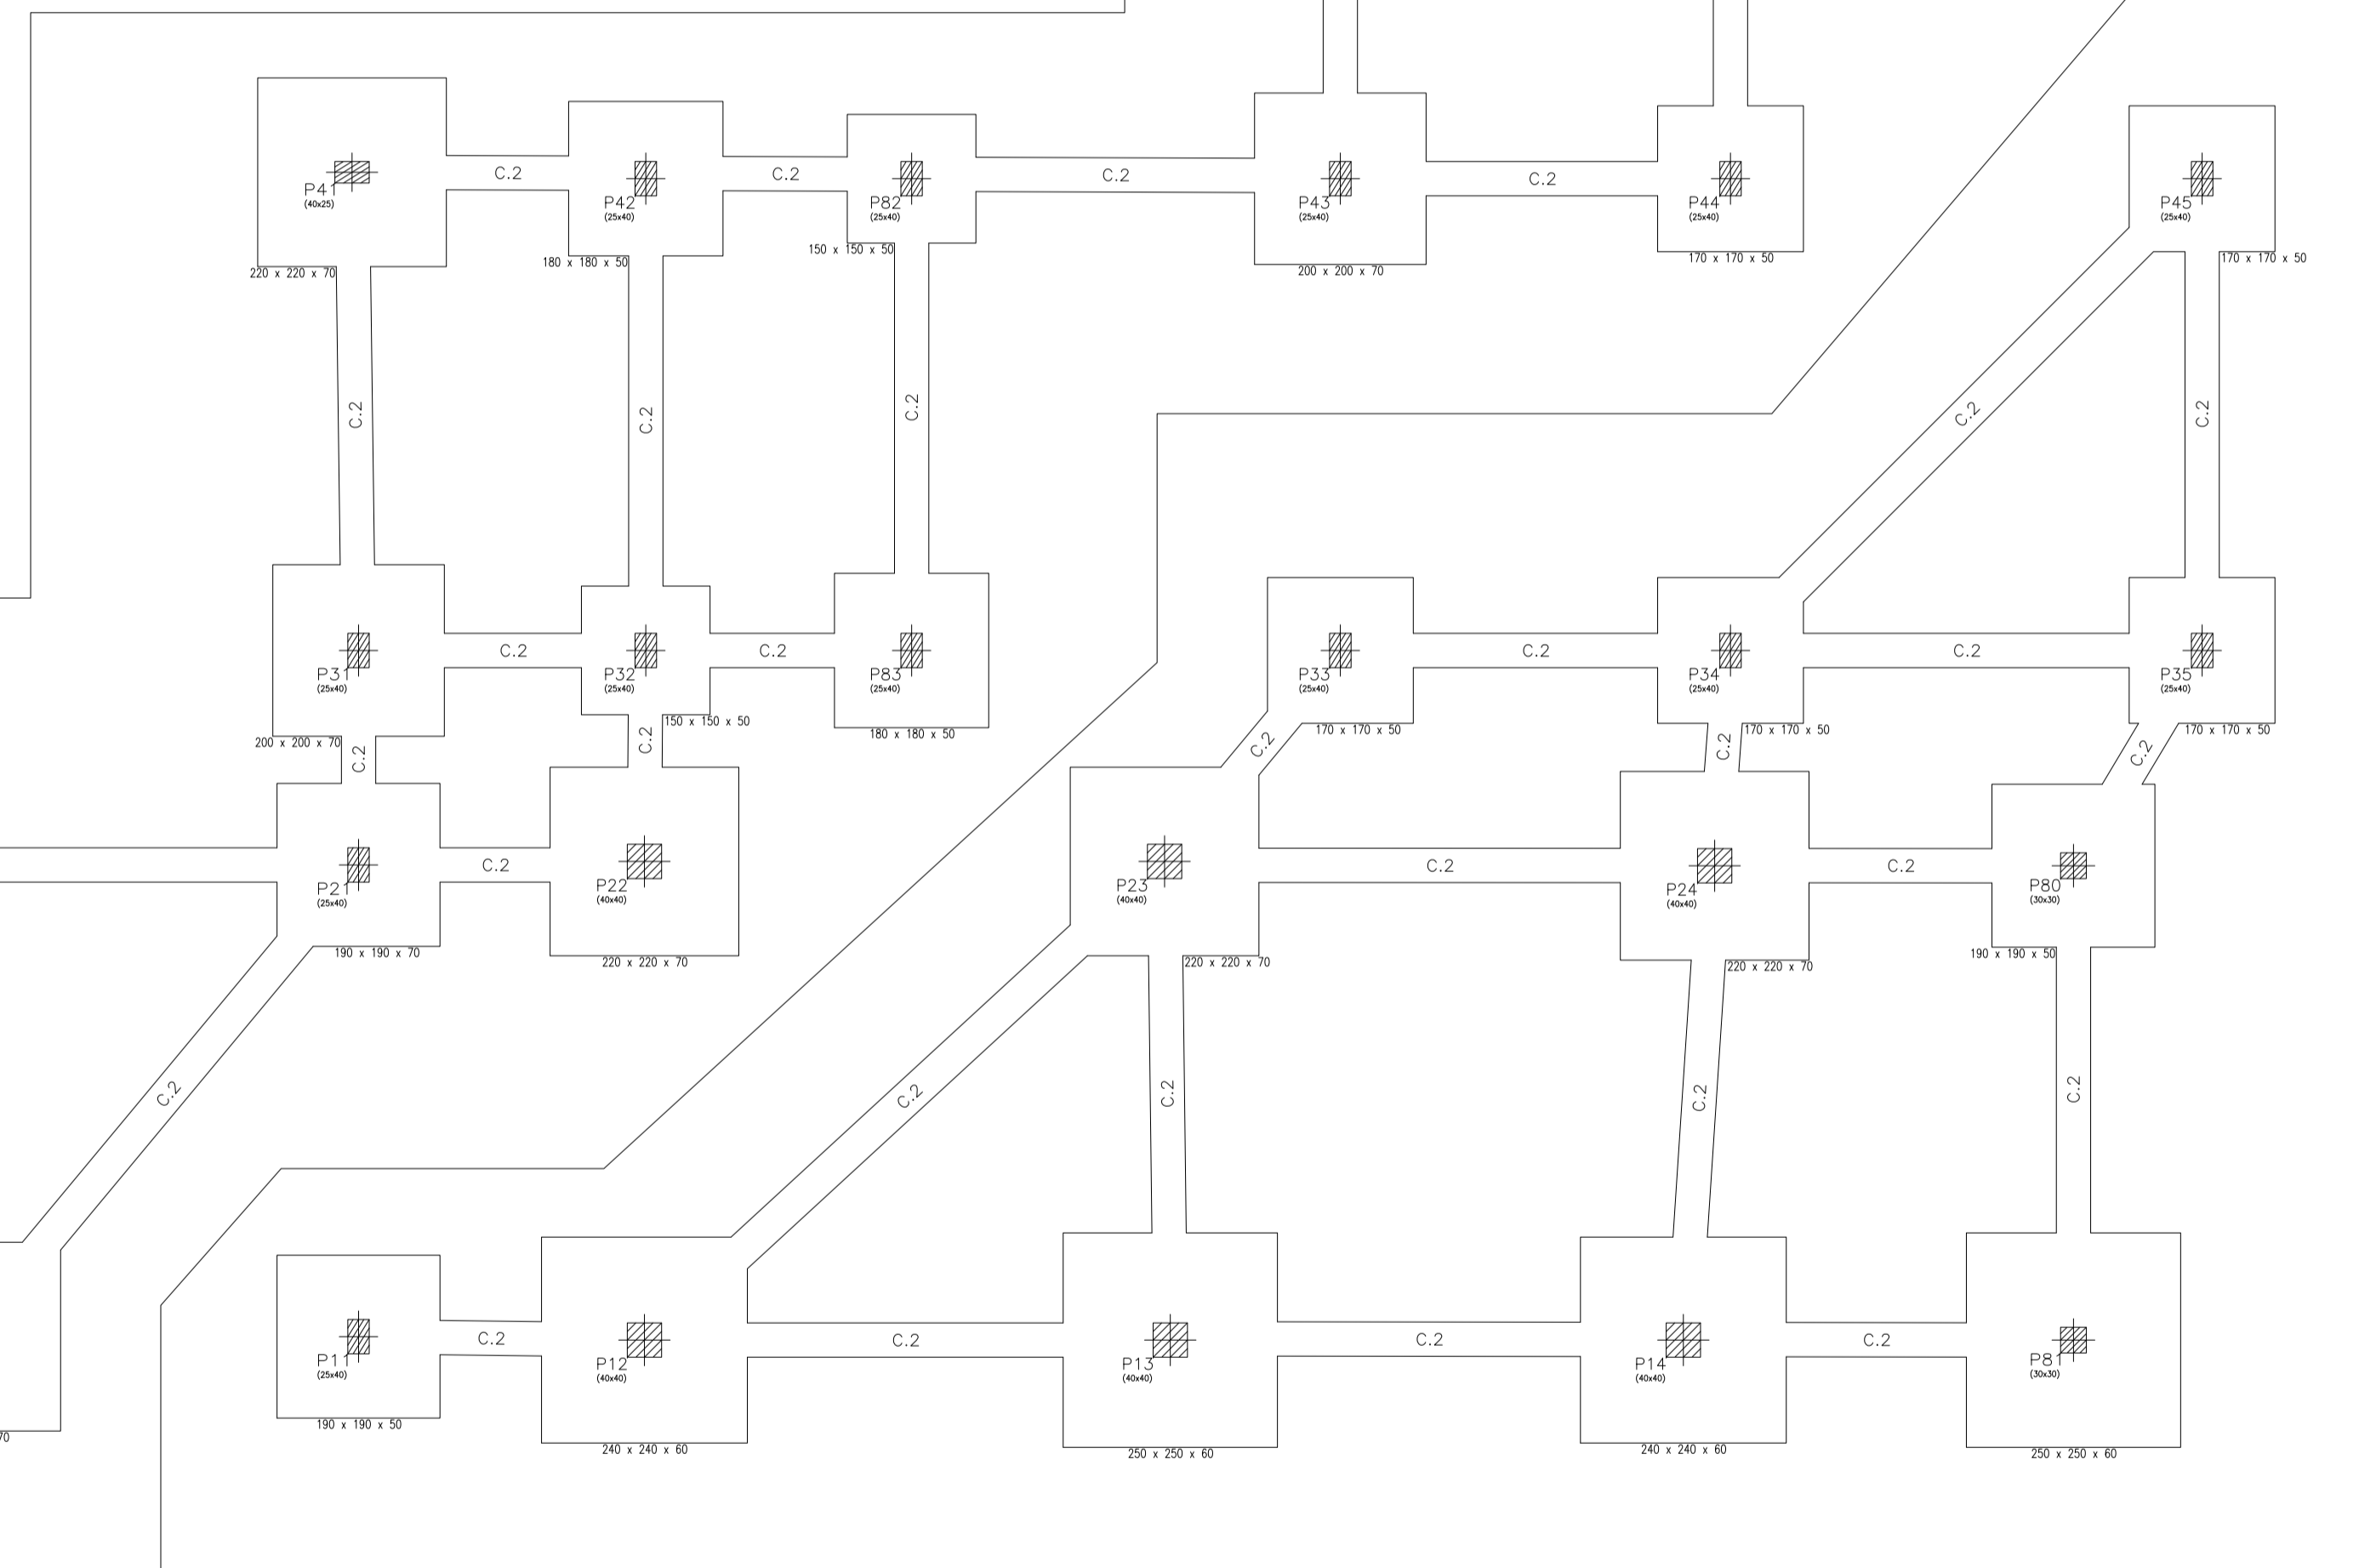 C.2
C.2
C.2
C.2
P41
(40x25)
P42
(25x40)
P82
(25x40)
P43
(25x40)
P44
(25x40)
P45
(25x40)
220 x 220 x 70
180 x 180 x 50
150 x 150 x 50
200 x 200 x 70
170 x 170 x 50
170 x 170 x 50
C.2
C.2
C.2
C.2
C.2
C.2
C.2
C.2
C.2
P31
(25x40)
P32
(25x40)
P83
(25x40)
P33
(25x40)
P34
(25x40)
P35
(25x40)
200 x 200 x 70
150 x 150 x 50
180 x 180 x 50
170 x 170 x 50
170 x 170 x 50
170 x 170 x 50
C.2
C.2
C.2
C.2
C.2
C.2
C.2
C.2
P21
(25x40)
P22
(40x40)
P23
(40x40)
P24
(40x40)
P80
(30x30)
190 x 190 x 70
220 x 220 x 70
220 x 220 x 70
220 x 220 x 70
190 x 190 x 50
C.2
C.2
C.2
C.2
C.2
C.2
C.2
C.2
C.2
P11
(25x40)
P12
(40x40)
P13
(40x40)
P14
(40x40)
P81
(30x30)
70
190 x 190 x 50
240 x 240 x 60
250 x 250 x 60
240 x 240 x 60
250 x 250 x 60